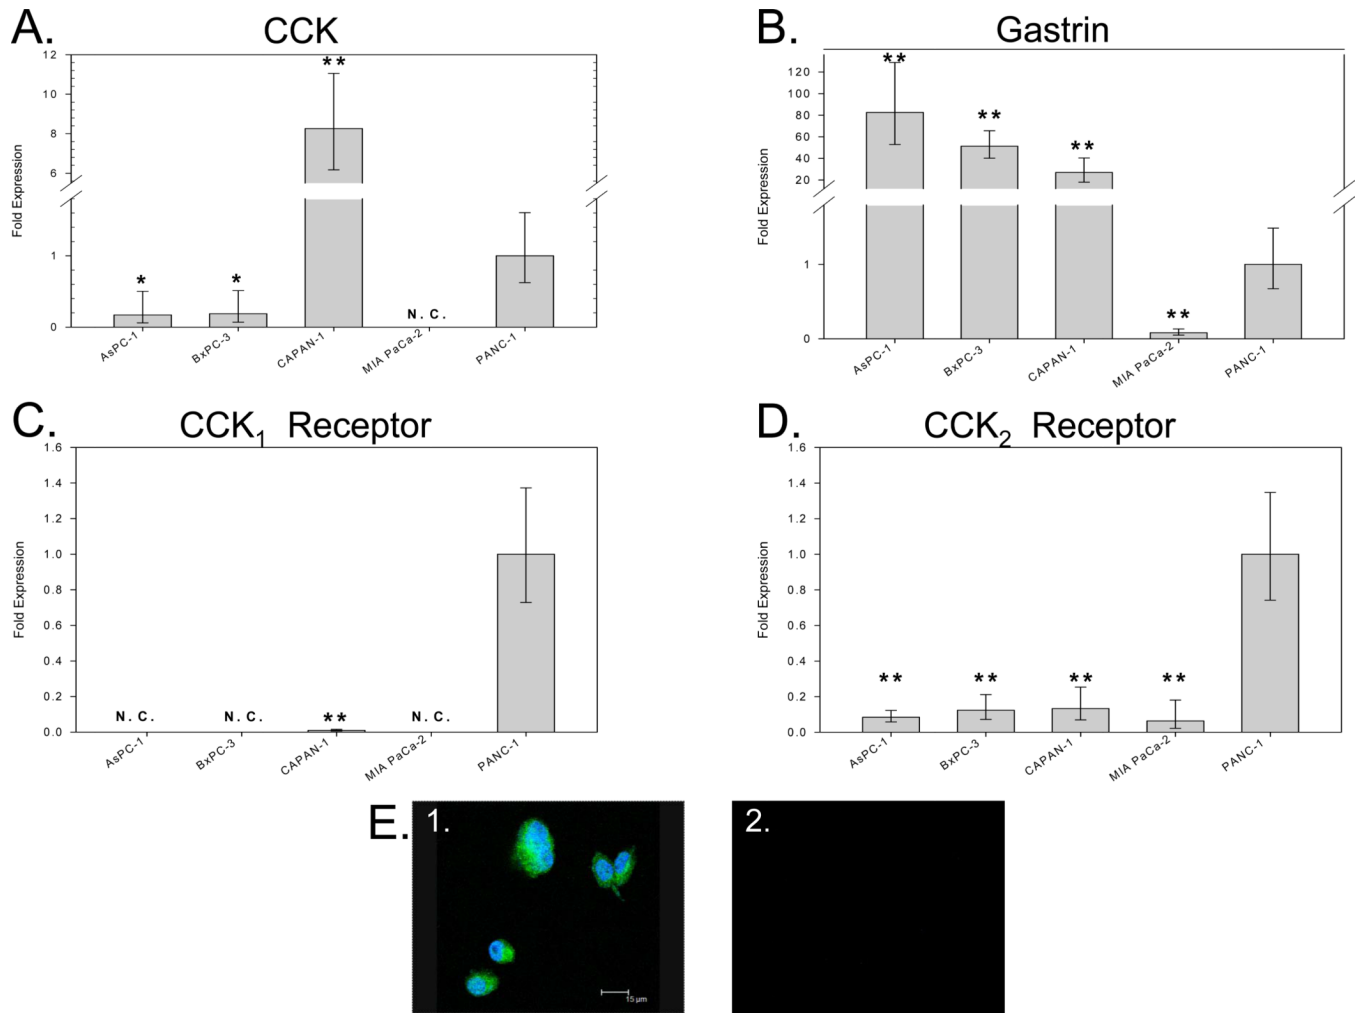 A. CCK
12
10
8
6
1
0
Fold Expression
*
*
**
N. C.
AsPC-1
BxPC-3
CAPAN-1
MIA PaCa-2
PANC-1
B. Gastrin
120
100
80
60
40
20
1
0
Fold Expression
**
**
**
**
AsPC-1
BxPC-3
CAPAN-1
MIA PaCa-2
PANC-1
C. CCK1 Receptor
1.6
1.4
1.2
1.0
0.8
0.6
0.4
0.2
0.0
Fold Expression
N. C.
N. C.
**
N. C.
AsPC-1
BxPC-3
CAPAN-1
MIA PaCa-2
PANC-1
D. CCK2 Receptor
1.6
1.4
1.2
1.0
0.8
0.6
0.4
0.2
0.0
Fold Expression
**
**
**
**
AsPC-1
BxPC-3
CAPAN-1
MIA PaCa-2
PANC-1
E. 1.
15 µm
2.